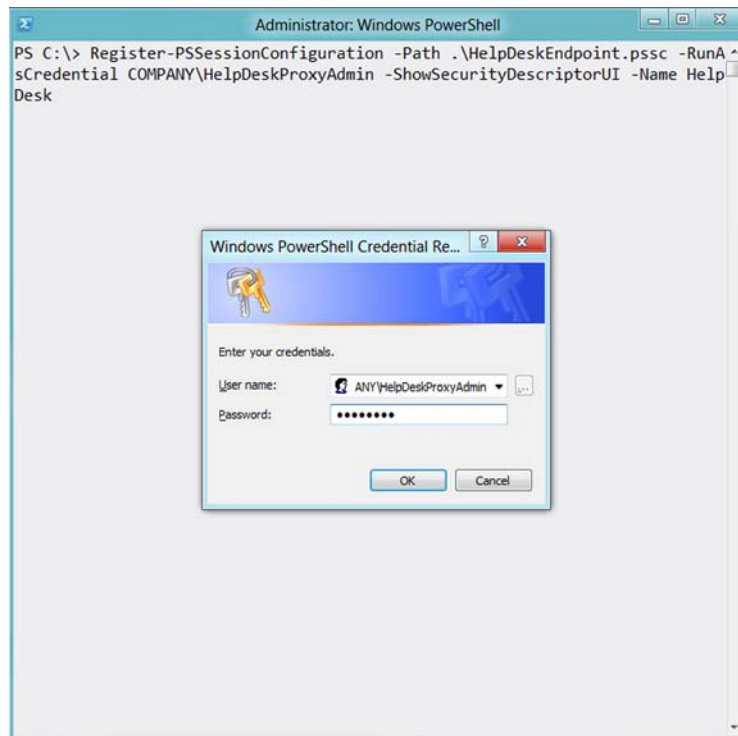 Administrator: Windows PowerShell
PS C:\> Register-PSSessionConfiguration -Path .\HelpDeskEndpoint.pssc -RunA
sCredential COMPANY\HelpDeskProxyAdmin -ShowSecurityDescriptorUI -Name Help
Desk
Windows PowerShell Credential Re...
Enter your credentials.
User name: ANY\HelpDeskProxyAdmin ...
Password: ••••••••
OK Cancel